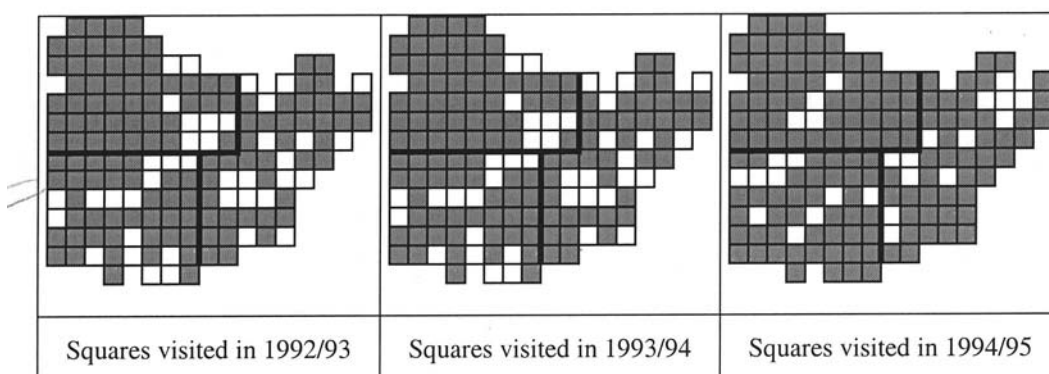 Squares visited in 1992/93
Squares visited in 1993/94
Squares visited in 1994/95